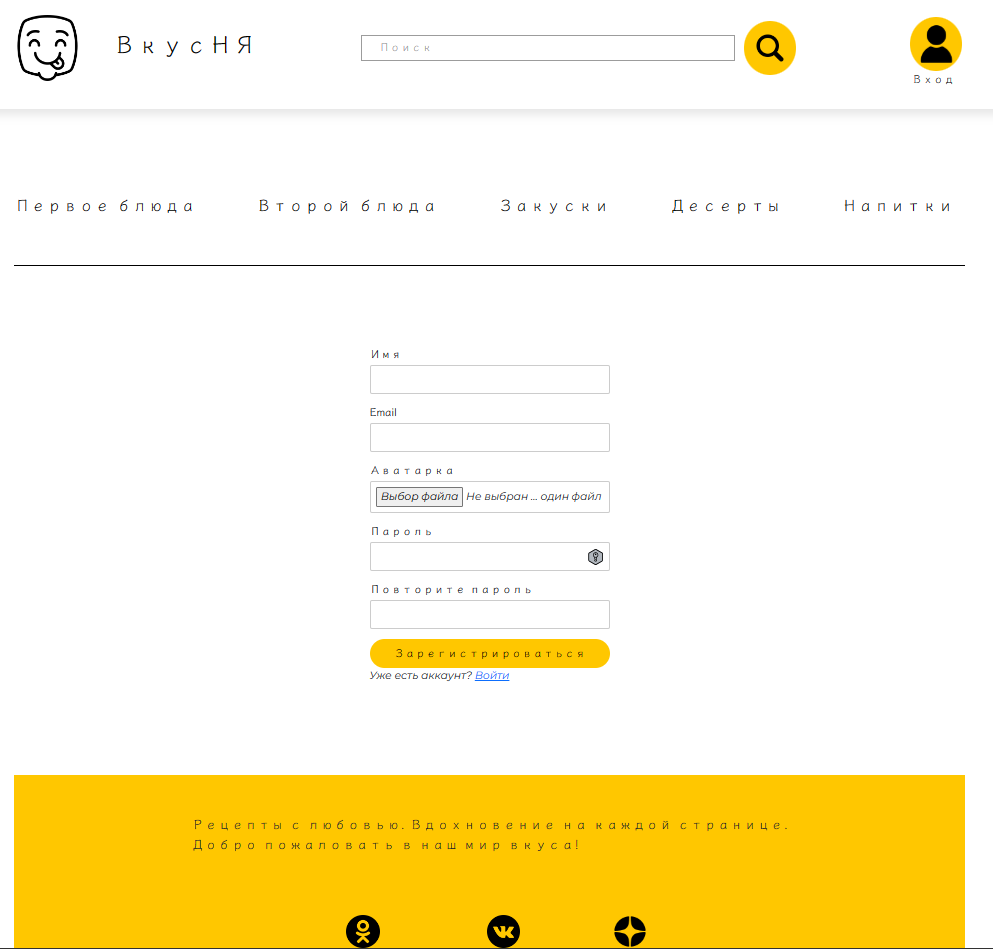 ВкусНЯ
Поиск
Вход
Первое блюда
Второй блюда
Закуски
Десерты
Напитки
Имя
Email
Аватарка
Выбор файла Не выбран ... один файл
Пароль
Повторите пароль
Зарегистрироваться
Уже есть аккаунт? Войти
Рецепты с любовью. Вдохновение на каждой странице.
Добро пожаловать в наш мир вкуса!